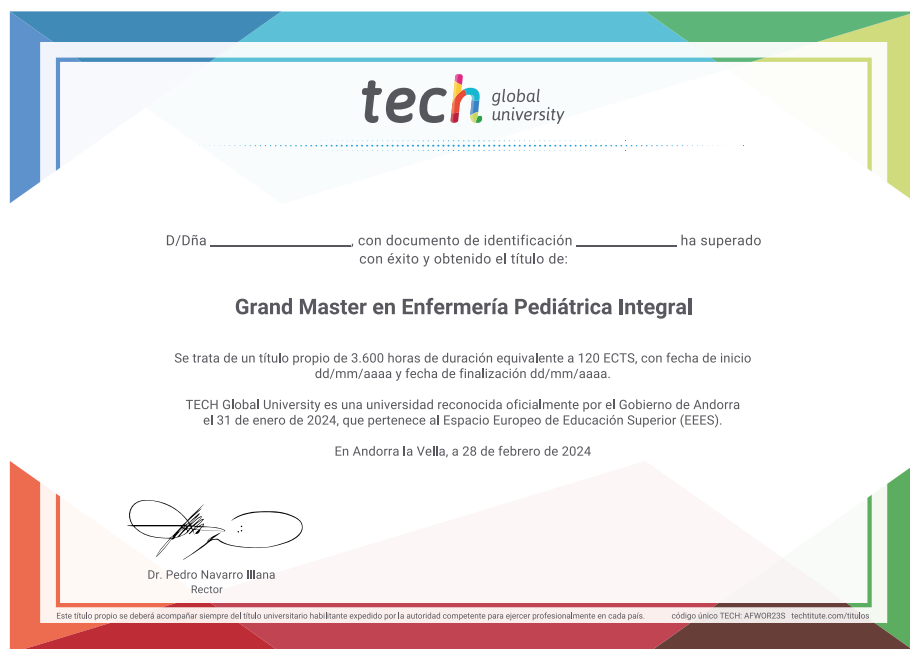 tech global university
D/Dña ________________, con documento de identificación ____________ ha superado
con éxito y obtenido el título de:
Grand Master en Enfermería Pediátrica Integral
Se trata de un título propio de 3.600 horas de duración equivalente a 120 ECTS, con fecha de inicio
dd/mm/aaaa y fecha de finalización dd/mm/aaaa.
TECH Global University es una universidad reconocida oficialmente por el Gobierno de Andorra
el 31 de enero de 2024, que pertenece al Espacio Europeo de Educación Superior (EEES).
En Andorra la Vella, a 28 de febrero de 2024
Dr. Pedro Navarro Illana
Rector
Este título propio se deberá acompañar siempre del título universitario habilitante expedido por la autoridad competente para ejercer profesionalmente en cada país. código único TECH: AFWOR23S techtitute.com/titulos